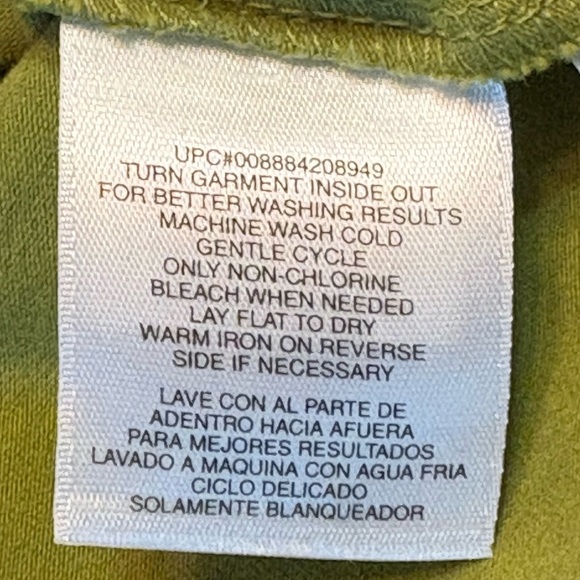 UPC#008884208949
TURN GARMENT INSIDE OUT
FOR BETTER WASHING RESULTS
MACHINE WASH COLD
GENTLE CYCLE
ONLY NON-CHLORINE
BLEACH WHEN NEEDED
LAY FLAT TO DRY
WARM IRON ON REVERSE
SIDE IF NECESSARY
LAVE CON AL PARTE DE
ADENTRO HACIA AFUERA
PARA MEJORES RESULTADOS
LAVADO A MAQUINA CON AGUA FRIA
CICLO DELICADO
SOLAMENTE BLANQUEADOR